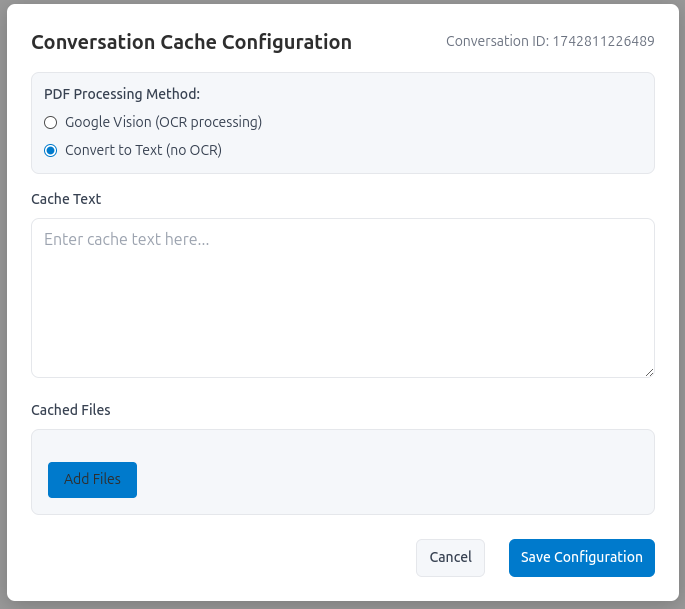 Conversation Cache Configuration
Conversation ID: 1742811226489
PDF Processing Method:
Google Vision (OCR processing)
Convert to Text (no OCR)
Cache Text
Enter cache text here...
Cached Files
Add Files
Cancel
Save Configuration